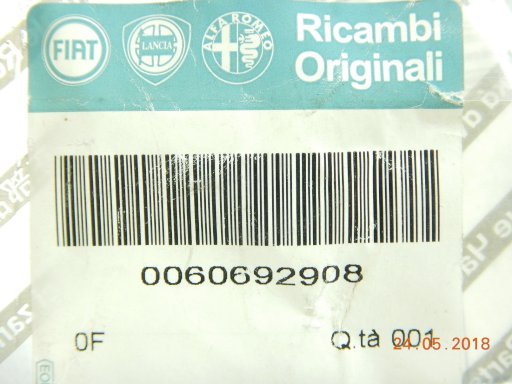 FIAT
LANCIA
ALFA ROMEO
Ricambi
Originali
0060692908
0F
Q.tà 001
24.05.2018